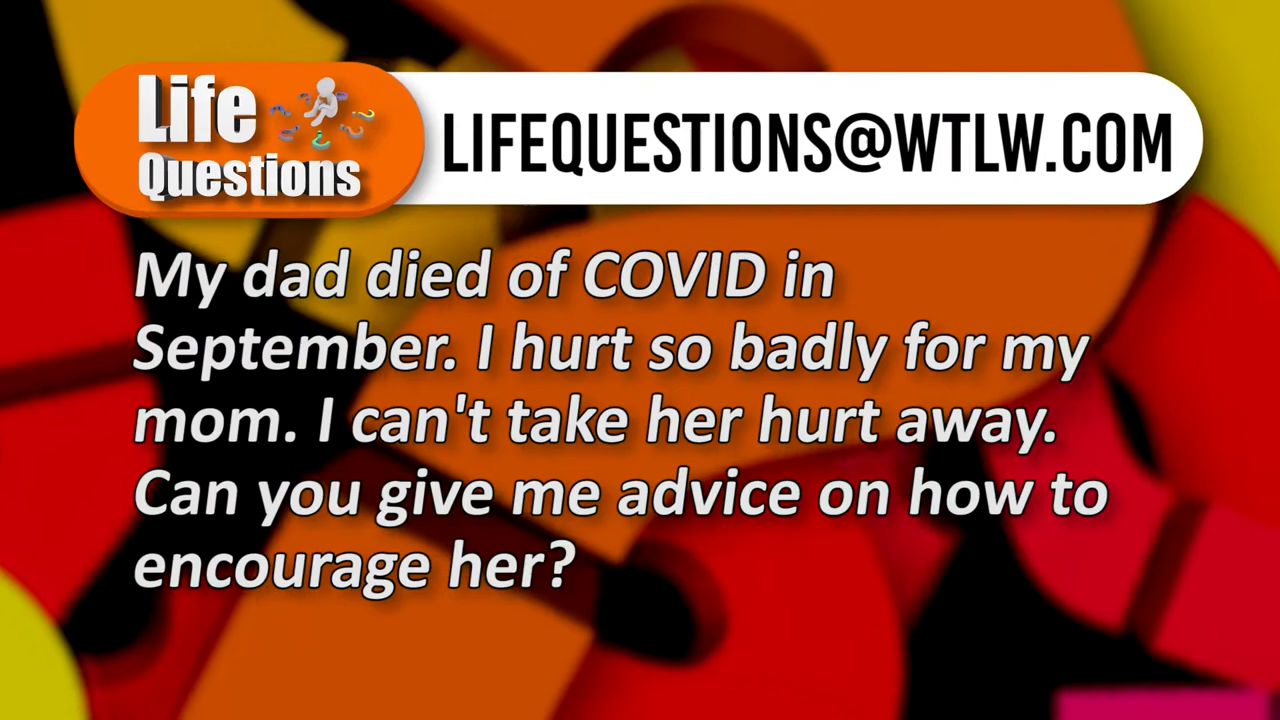 Life
Questions
LIFEQUESTIONS@WTLW.COM
My dad died of COVID in
September. I hurt so badly for my
mom. I can't take her hurt away.
Can you give me advice on how to
encourage her?